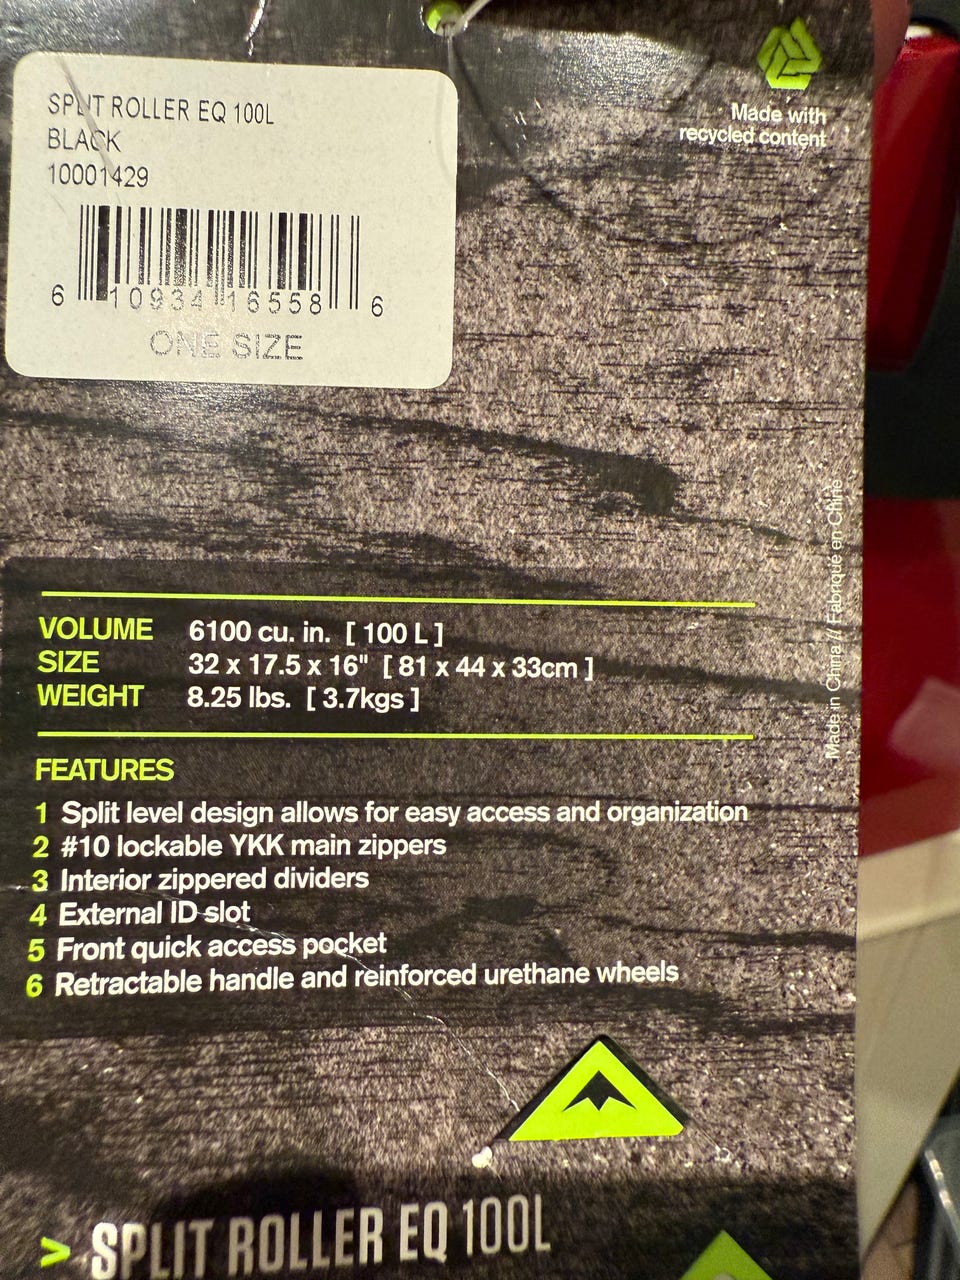 SPLIT ROLLER EQ 100L
BLACK
10001429
6 10934 16558 6
ONE SIZE
Made with
recycled content
Made in China // Fabrique en Chine
VOLUME 6100 cu. in. [ 100 L ]
SIZE 32 x 17.5 x 16" [ 81 x 44 x 33cm ]
WEIGHT 8.25 lbs. [ 3.7kgs ]
FEATURES
1 Split level design allows for easy access and organization
2 #10 lockable YKK main zippers
3 Interior zippered dividers
4 External ID slot
5 Front quick access pocket
6 Retractable handle and reinforced urethane wheels
> SPLIT ROLLER EQ 100L